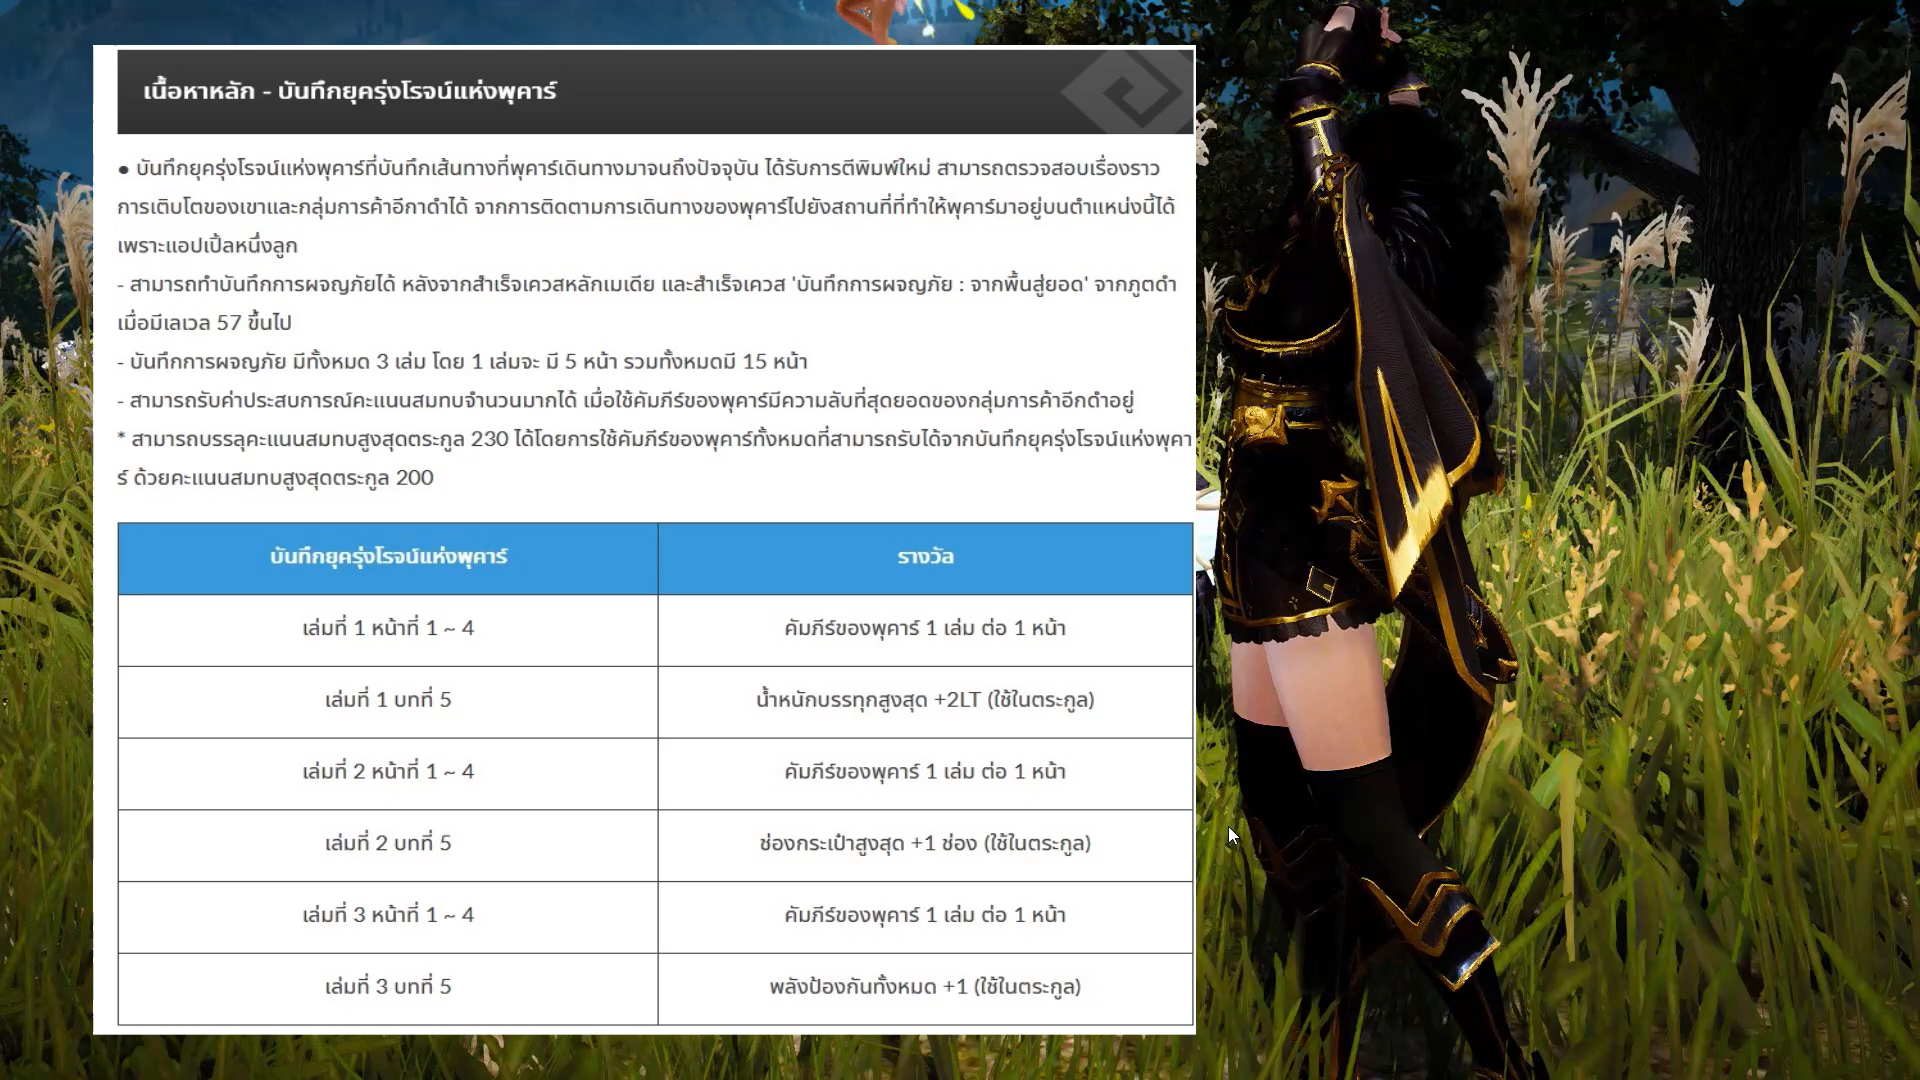 เนื้อหาหลัก - บันทึกยุครุ่งโรจน์แห่งพุคาร์
● บันทึกยุครุ่งโรจน์แห่งพุคาร์ที่บันทึกเส้นทางที่พุคาร์เดินทางมาจนถึงปัจจุบัน ได้รับการตีพิมพ์ใหม่ สามารถตรวจสอบเรื่องราว
การเติบโตของเขาและกลุ่มการค้าอีกาดำได้ จากการติดตามการเดินทางของพุคาร์ไปยังสถานที่ที่ทำให้พุคาร์มาอยู่บนตำแหน่งนี้ได้
เพราะแอปเปิ้ลหนึ่งลูก
- สามารถทำบันทึกการผจญภัยได้ หลังจากสำเร็จเควสหลักเมเดีย และสำเร็จเควส 'บันทึกการผจญภัย : จากพื้นสู่ยอด' จากภูตดำ
เมื่อมีเลเวล 57 ขึ้นไป
- บันทึกการผจญภัย มีทั้งหมด 3 เล่ม โดย 1 เล่มจะ มี 5 หน้า รวมทั้งหมดมี 15 หน้า
- สามารถรับค่าประสบการณ์คะแนนสมทบจำนวนมากได้ เมื่อใช้คัมภีร์ของพุคาร์มีความลับที่สุดยอดของกลุ่มการค้าอีกดำอยู่
* สามารถบรรลุคะแนนสมทบสูงสุดตระกูล 230 ได้โดยการใช้คัมภีร์ของพุคาร์ทั้งหมดที่สามารถรับได้จากบันทึกยุครุ่งโรจน์แห่งพุคา
ร์ ด้วยคะแนนสมทบสูงสุดตระกูล 200
บันทึกยุครุ่งโรจน์แห่งพุคาร์ รางวัล
เล่มที่ 1 หน้าที่ 1 ~ 4 คัมภีร์ของพุคาร์ 1 เล่ม ต่อ 1 หน้า
เล่มที่ 1 บทที่ 5 น้ำหนักบรรทุกสูงสุด +2LT (ใช้ในตระกูล)
เล่มที่ 2 หน้าที่ 1 ~ 4 คัมภีร์ของพุคาร์ 1 เล่ม ต่อ 1 หน้า
เล่มที่ 2 บทที่ 5 ช่องกระเป๋าสูงสุด +1 ช่อง (ใช้ในตระกูล)
เล่มที่ 3 หน้าที่ 1 ~ 4 คัมภีร์ของพุคาร์ 1 เล่ม ต่อ 1 หน้า
เล่มที่ 3 บทที่ 5 พลังป้องกันทั้งหมด +1 (ใช้ในตระกูล)